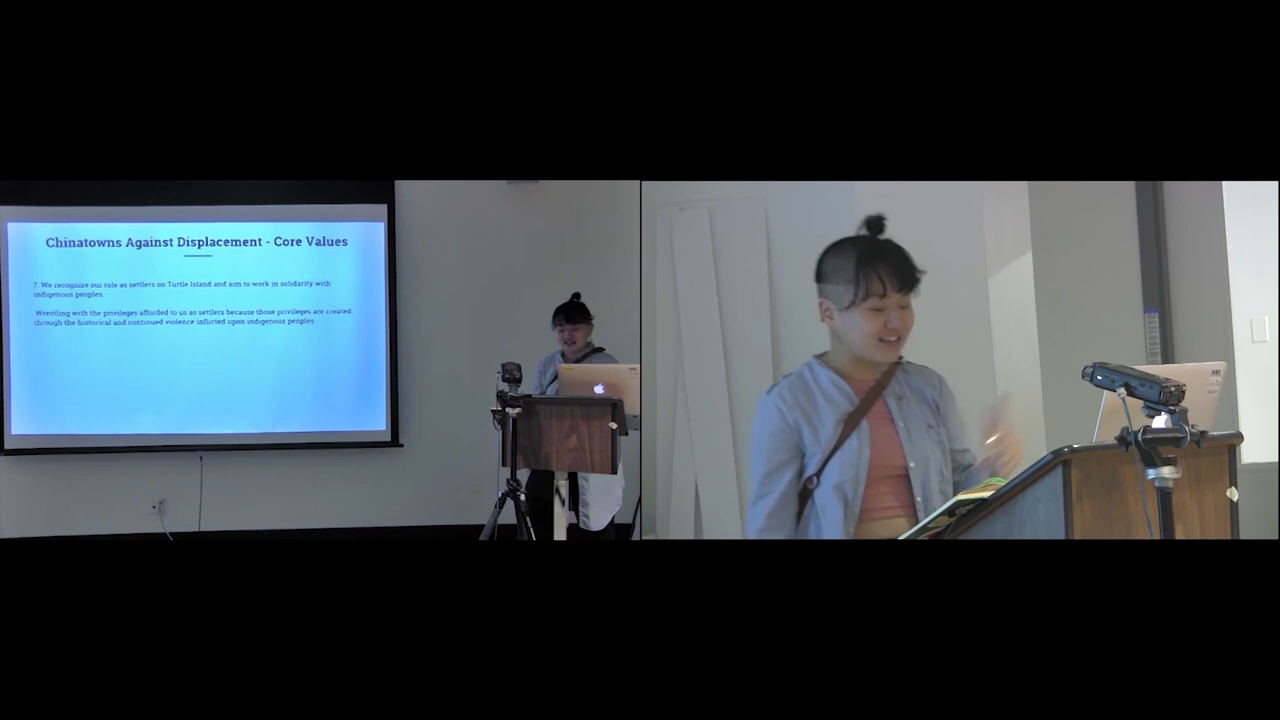 Chinatowns Against Displacement - Core Values
7. We recognize our role as settlers on Turtle Island and aim to work in solidarity with
indigenous peoples.
Wrestling with the privileges afforded to us as settlers because those privileges are created
through the historical and continued violence inflicted upon indigenous peoples